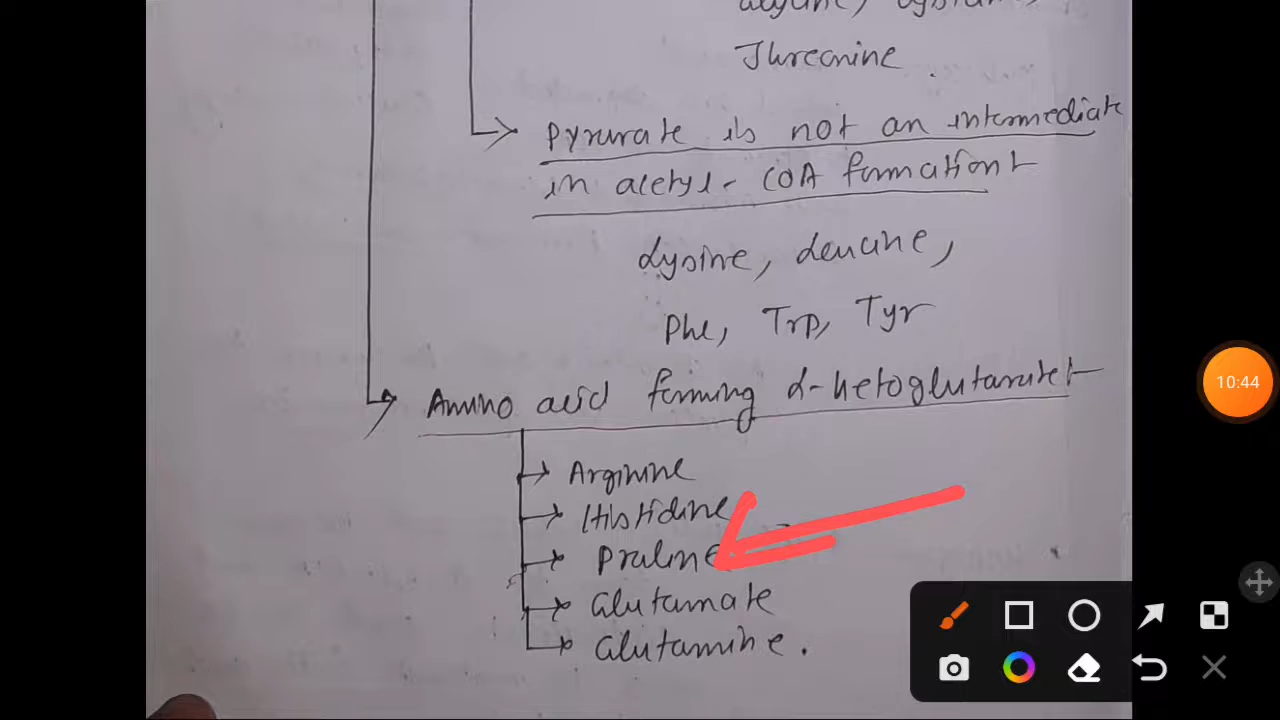 Threonine.
Pyruvate is not an intermediate
in acetyl-CoA formation
Lysine, Leucine,
Phe, Trp, Tyr
Amino acid forming α-ketoglutarate
Arginine
Histidine
Proline
Glutamate
Glutamine.
10:44